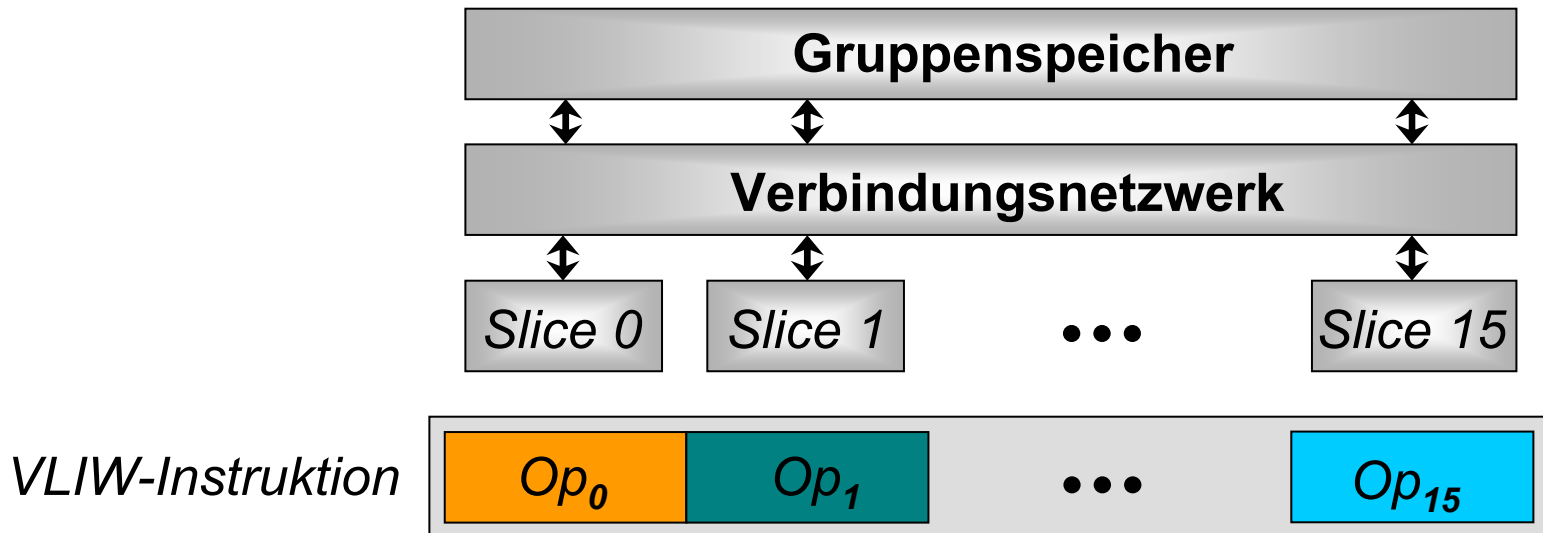 Gruppenspeicher
Verbindungsnetzwerk
Slice 0 Slice 1 ••• Slice 15
VLIW-Instruktion Op0 Op1 ••• Op15